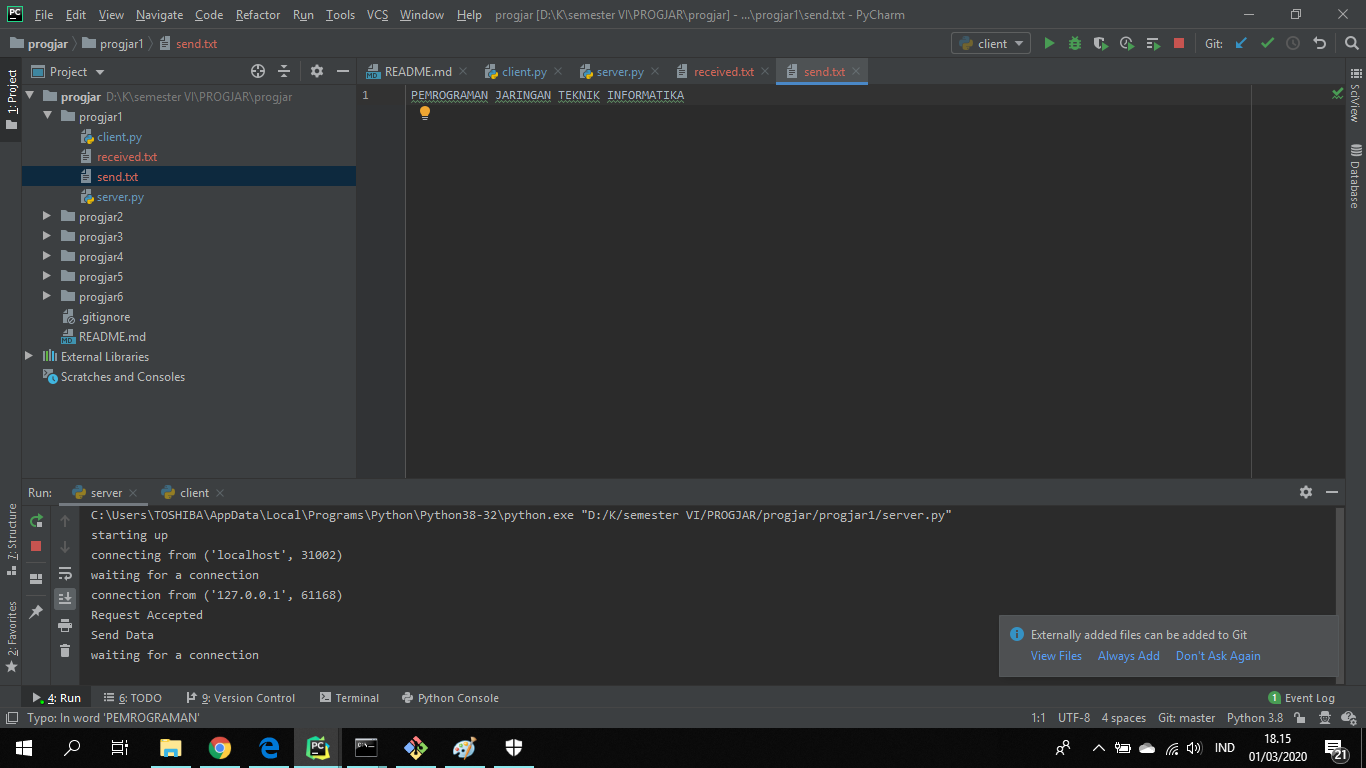 PC File Edit View Navigate Code Refactor Run Tools VCS Window Help progjar [D:\K\semester VI\PROGJAR\progjar] - ...\progjar1\send.txt - PyCharm
progjar progjar1 send.txt client Git:
1: Project
Project
README.md client.py server.py received.txt send.txt
progjar D:\K\semester VI\PROGJAR\progjar
progjar1
client.py
received.txt
send.txt
server.py
progjar2
progjar3
progjar4
progjar5
progjar6
.gitignore
README.md
External Libraries
Scratches and Consoles
1 PEMROGRAMAN JARINGAN TEKNIK INFORMATIKA
SciView
Database
7: Structure
2: Favorites
Run: server client
C:\Users\TOSHIBA\AppData\Local\Programs\Python\Python38-32\python.exe "D:/K/semester VI/PROGJAR/progjar/progjar1/server.py"
starting up
connecting from ('localhost', 31002)
waiting for a connection
connection from ('127.0.0.1', 61168)
Request Accepted
Send Data
waiting for a connection
Externally added files can be added to Git
View Files Always Add Don't Ask Again
4: Run 6: TODO 9: Version Control Terminal Python Console 1 Event Log
Typo: In word 'PEMROGRAMAN' 1:1 UTF-8 4 spaces Git: master Python 3.8
PC IND 18.15
01/03/2020 21